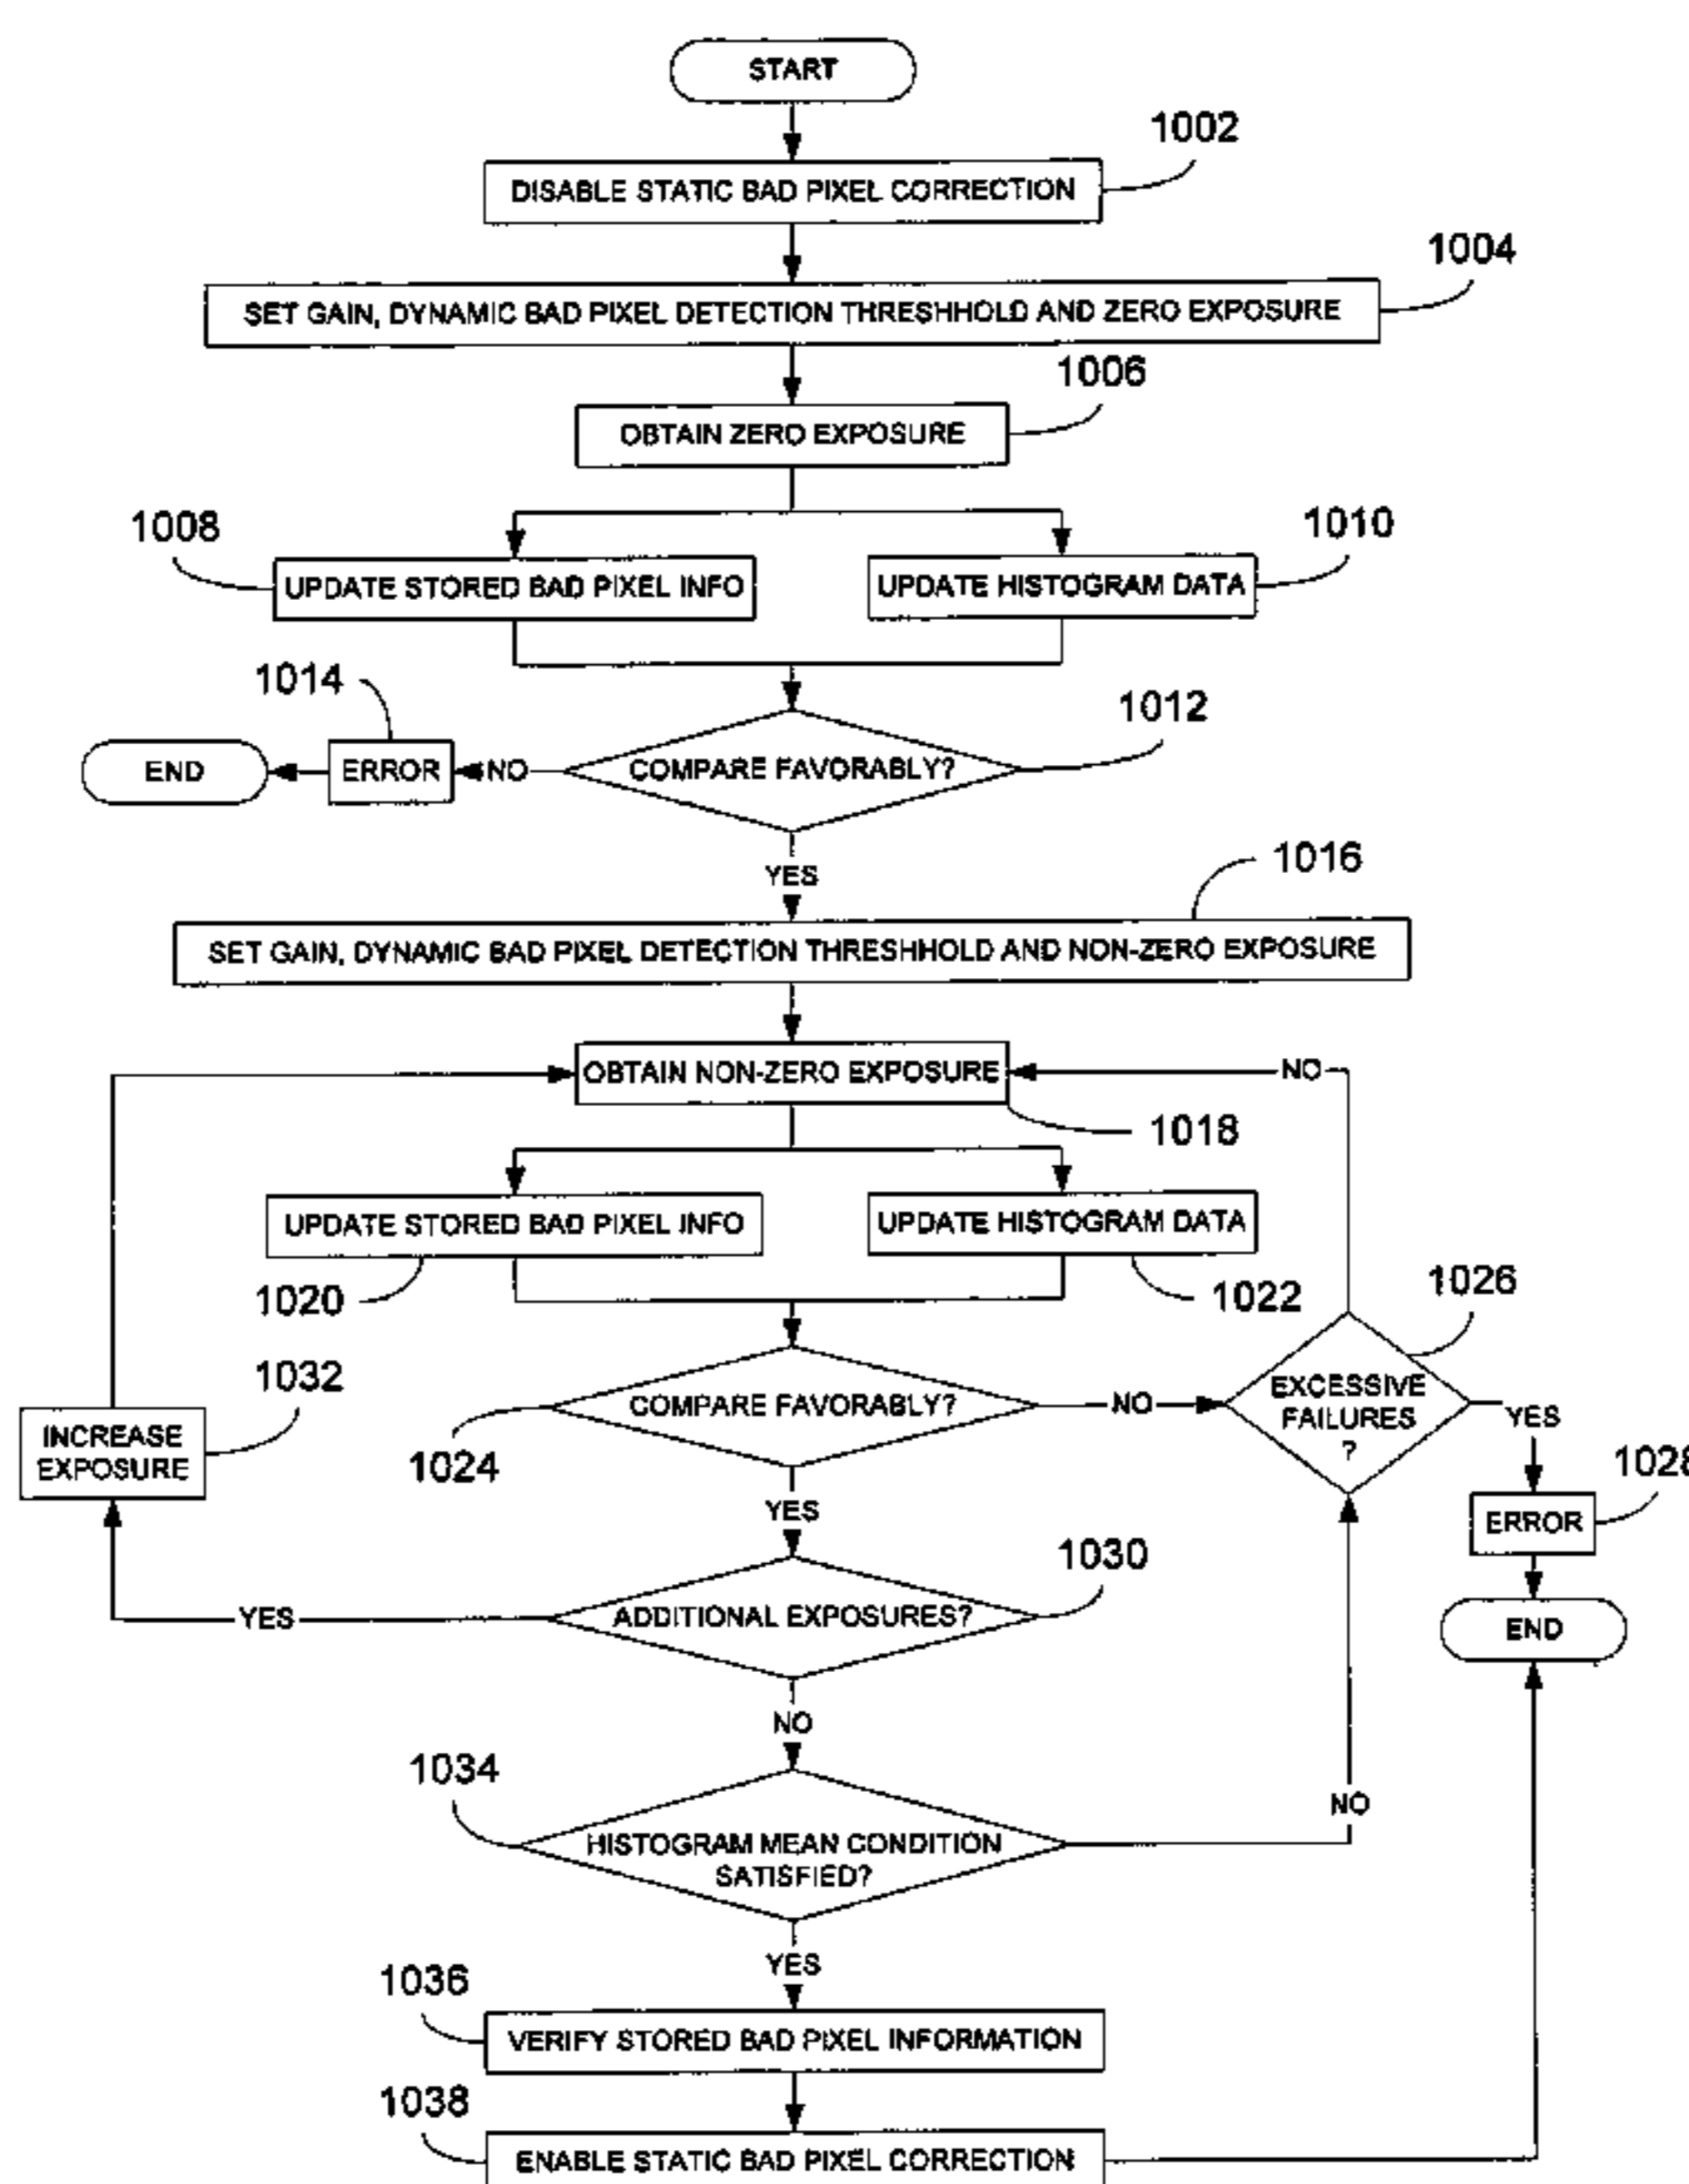 START
1002
DISABLE STATIC BAD PIXEL CORRECTION
1004
SET GAIN, DYNAMIC BAD PIXEL DETECTION THRESHHOLD AND ZERO EXPOSURE
1006
OBTAIN ZERO EXPOSURE
1008
1010
UPDATE STORED BAD PIXEL INFO
UPDATE HISTOGRAM DATA
1014
1012
END
ERROR
NO
COMPARE FAVORABLY?
YES
1016
SET GAIN, DYNAMIC BAD PIXEL DETECTION THRESHHOLD AND NON-ZERO EXPOSURE
OBTAIN NON-ZERO EXPOSURE
NO
1018
UPDATE STORED BAD PIXEL INFO
UPDATE HISTOGRAM DATA
1020
1022
1026
1032
COMPARE FAVORABLY?
NO
EXCESSIVE
FAILURES
?
YES
INCREASE
EXPOSURE
1024
1028
YES
ERROR
1030
ADDITIONAL EXPOSURES?
YES
END
NO
1034
NO
HISTOGRAM MEAN CONDITION
SATISFIED?
YES
1036
VERIFY STORED BAD PIXEL INFORMATION
1038
ENABLE STATIC BAD PIXEL CORRECTION